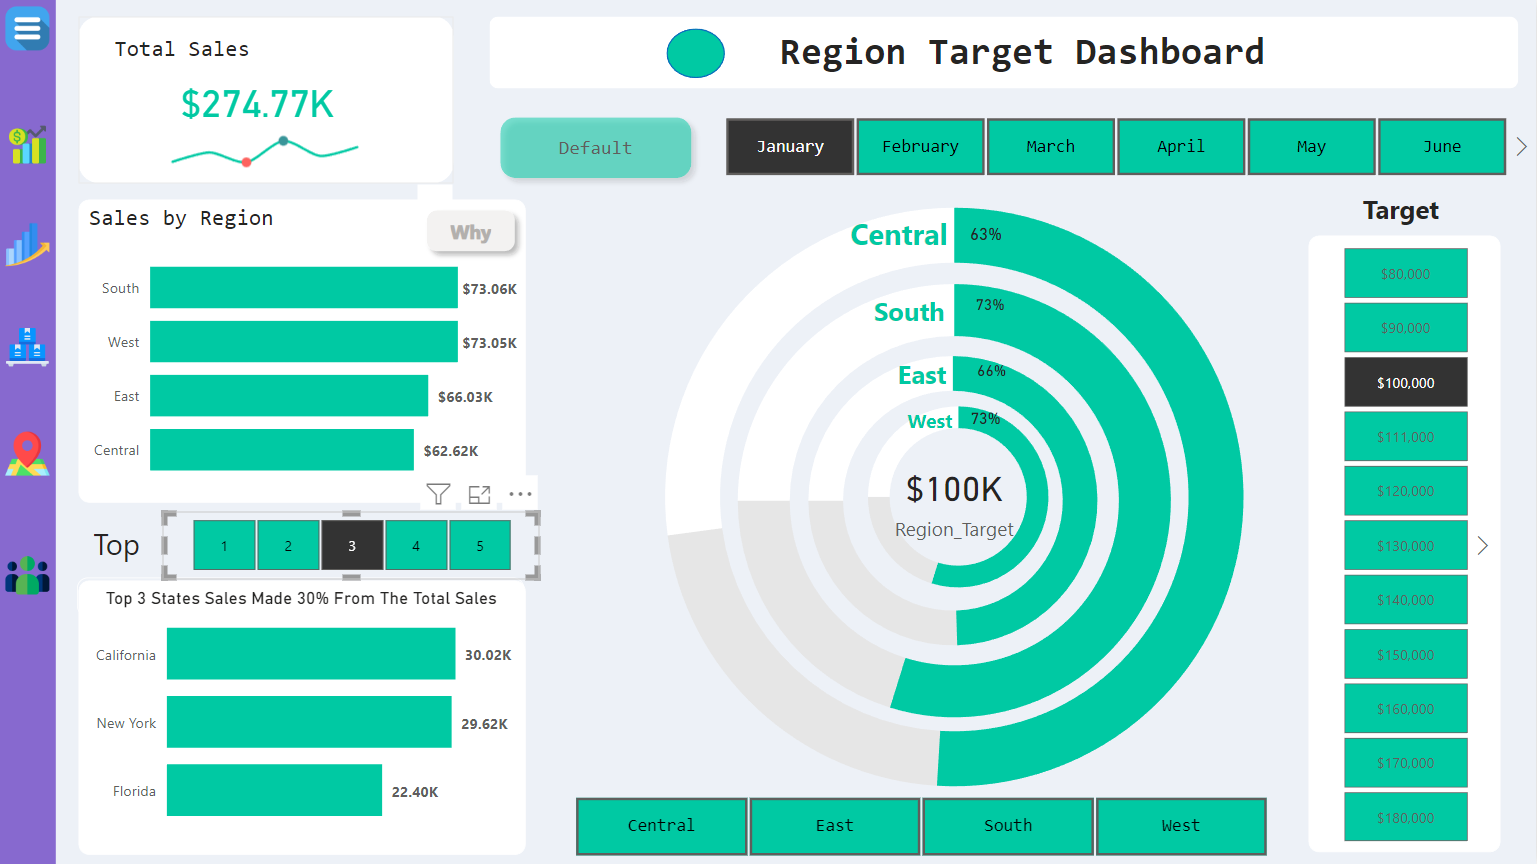 Total Sales
$274.77K
Region Target Dashboard
Default
January
February
March
April
May
June
Sales by Region
Why
South
$73.06K
West
$73.05K
East
$66.03K
Central
$62.62K
Top
1
2
3
4
5
Top 3 States Sales Made 30% From The Total Sales
California
30.02K
New York
29.62K
Florida
22.40K
Central
63%
South
73%
East
66%
West
73%
$100K
Region_Target
Central
East
South
West
Target
$80,000
$90,000
$100,000
$111,000
$120,000
$130,000
$140,000
$150,000
$160,000
$170,000
$180,000